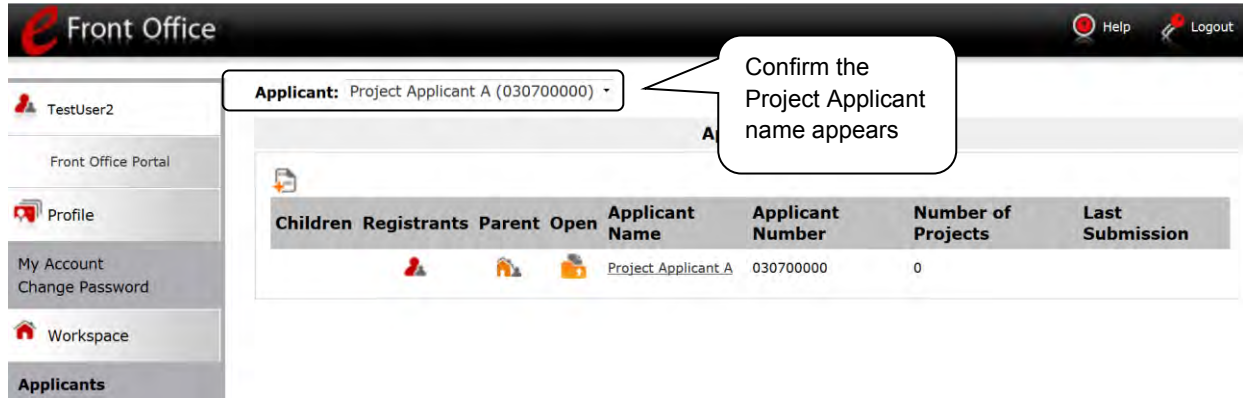 e Front Office
Help
Logout
TestUser2
Front Office Portal
Profile
My Account
Change Password
Workspace
Applicants
Applicant: Project Applicant A (030700000)
Confirm the
Project Applicant
name appears
Children Registrants Parent Open Applicant Name Applicant Number Number of Projects Last Submission
Project Applicant A 030700000 0